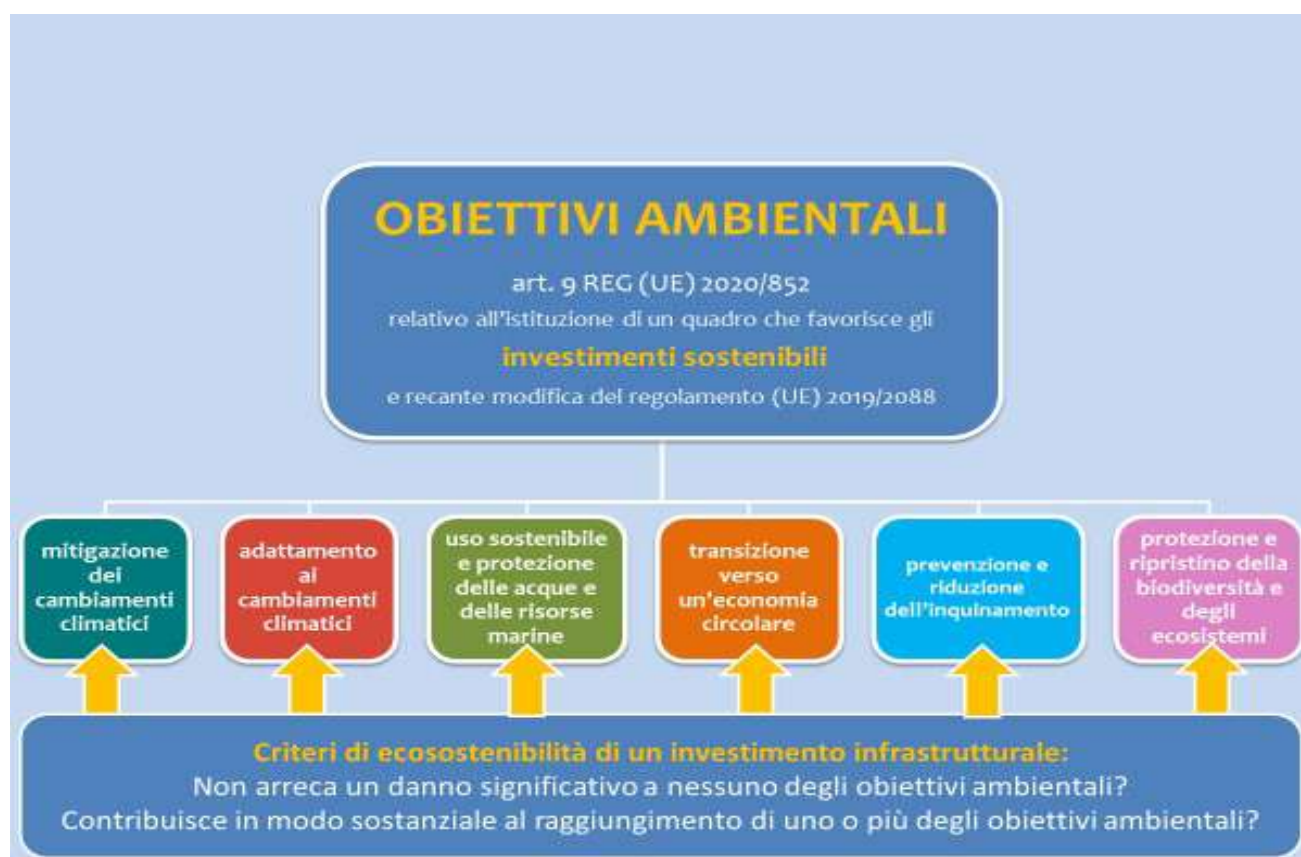 OBIETTIVI AMBIENTALI
art. 9 REG (UE) 2020/852
relativo all'istituzione di un quadro che favorisce gli
investimenti sostenibili
e recante modifica del regolamento (UE) 2019/2088
mitigazione
dei
cambiamenti
climatici
adattamento
ai
cambiamenti
climatici
uso sostenibile
e protezione
delle acque e
delle risorse
marine
transizione
verso
un'economia
circolare
prevenzione e
riduzione
dell'inquinamento
protezione e
ripristino della
biodiversità e
degli
ecosistemi
Criteri di ecosostenibilità di un investimento infrastrutturale:
Non arreca un danno significativo a nessuno degli obiettivi ambientali?
Contribuisce in modo sostanziale al raggiungimento di uno o più degli obiettivi ambientali?